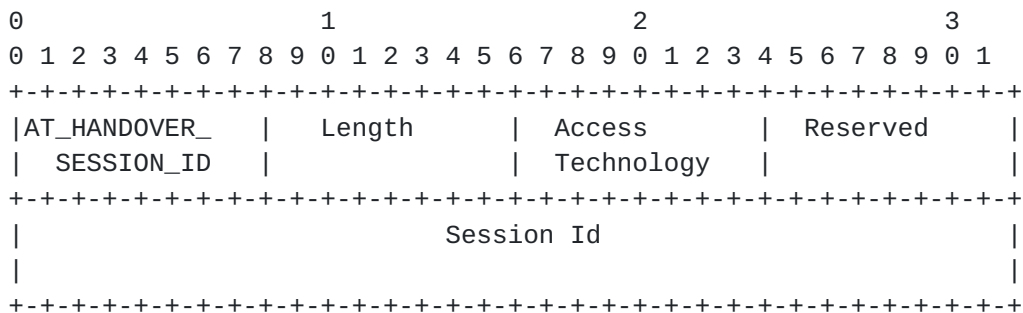 0                   1                   2                   3
0 1 2 3 4 5 6 7 8 9 0 1 2 3 4 5 6 7 8 9 0 1 2 3 4 5 6 7 8 9 0 1
+-+-+-+-+-+-+-+-+-+-+-+-+-+-+-+-+-+-+-+-+-+-+-+-+-+-+-+-+-+-+-+-+
|AT_HANDOVER_   |   Length      |  Access       |  Reserved     |
|  SESSION_ID   |               |  Technology   |               |
+-+-+-+-+-+-+-+-+-+-+-+-+-+-+-+-+-+-+-+-+-+-+-+-+-+-+-+-+-+-+-+-+
|                           Session Id                          |
|                                                               |
+-+-+-+-+-+-+-+-+-+-+-+-+-+-+-+-+-+-+-+-+-+-+-+-+-+-+-+-+-+-+-+-+